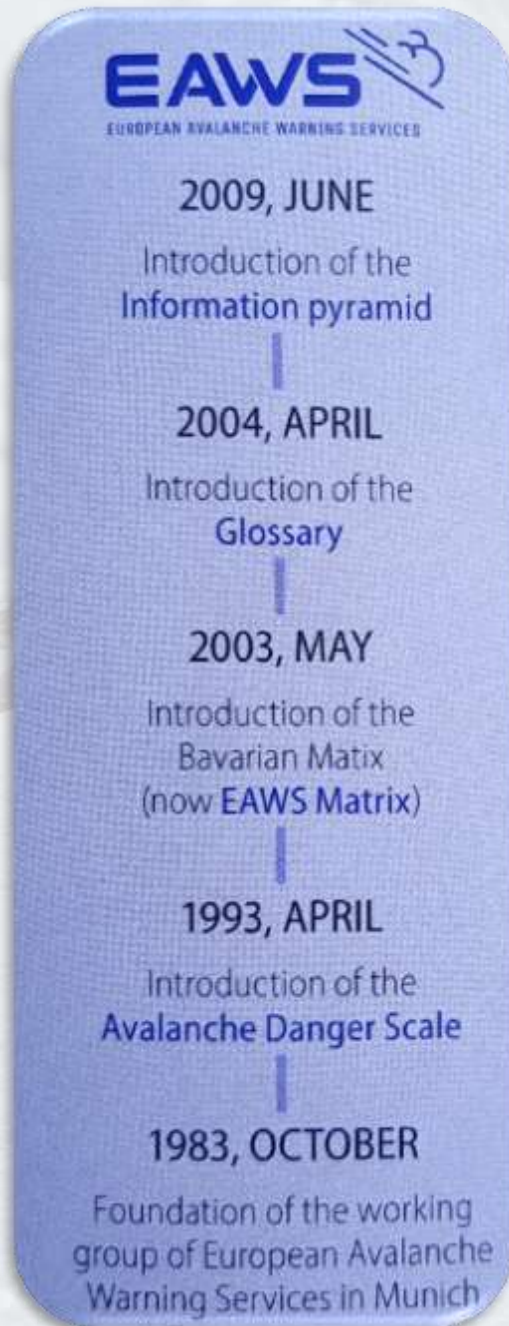 EAWS
EUROPEAN AVALANCHE WARNING SERVICES
2009, JUNE
Introduction of the
Information pyramid
2004, APRIL
Introduction of the
Glossary
2003, MAY
Introduction of the
Bavarian Matix
(now EAWS Matrix)
1993, APRIL
Introduction of the
Avalanche Danger Scale
1983, OCTOBER
Foundation of the working
group of European Avalanche
Warning Services in Munich